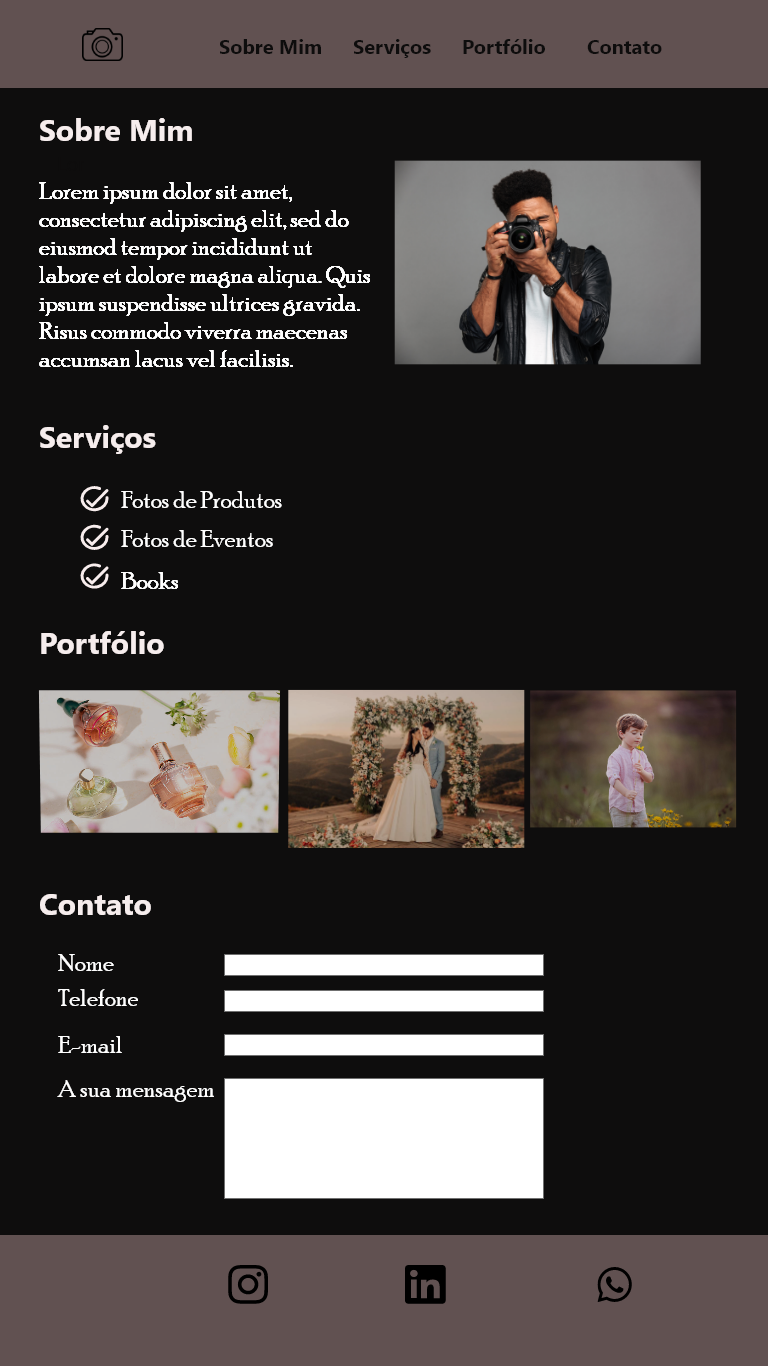 Sobre Mim Serviços Portfólio Contato
Sobre Mim
Lorem ipsum dolor sit amet,
consectetur adipiscing elit, sed do
eiusmod tempor incididunt ut
labore et dolore magna aliqua. Quis
ipsum suspendisse ultrices gravida.
Risus commodo viverra maecenas
accumsan lacus vel facilisis.
Serviços
Fotos de Produtos
Fotos de Eventos
Books
Portfólio
Contato
Nome
Telefone
E-mail
A sua mensagem
in